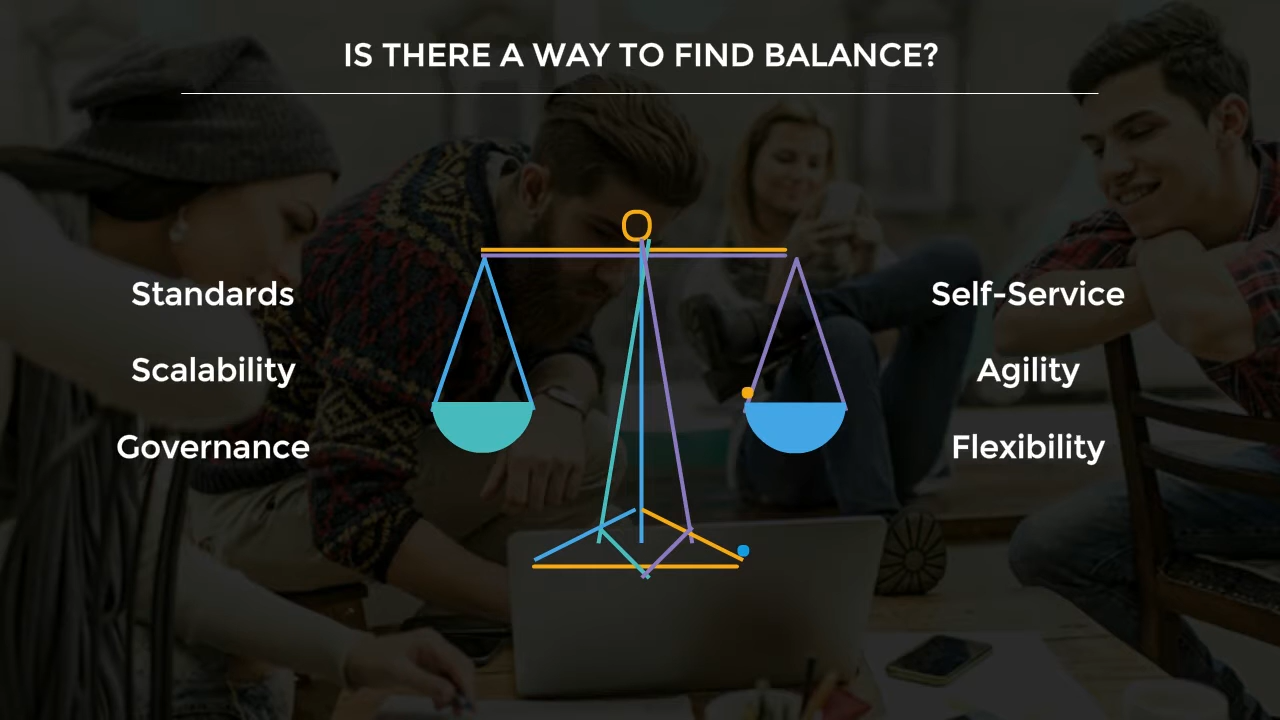 IS THERE A WAY TO FIND BALANCE?
Standards
Self-Service
Scalability
Agility
Governance
Flexibility